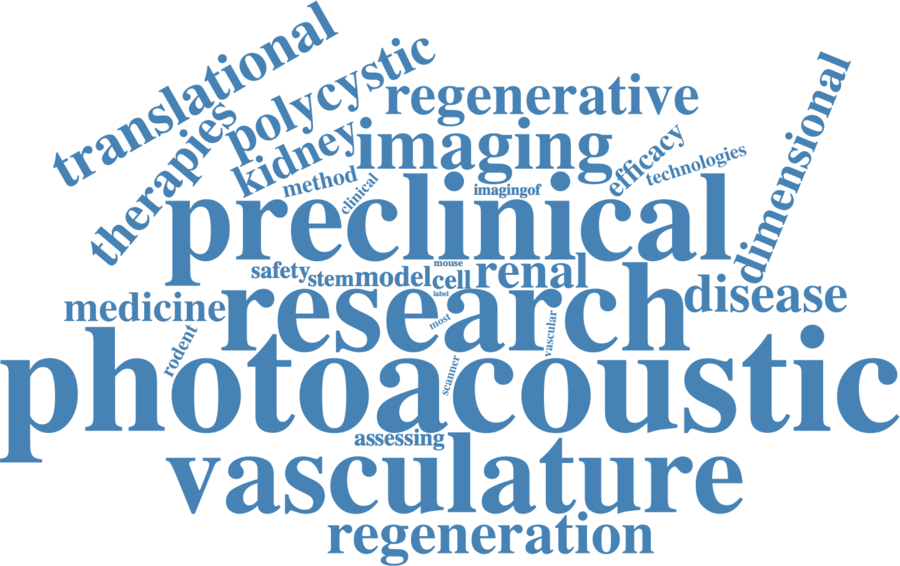 translational
polycystic
therapies
regenerative
dimensional
kidney
imaging
efficacy
technologies
method
clinical
imagingof
preclinical
mouse
safety
stem
model
cell
renal
label
medicine
research
disease
most
vascular
rodent
scanner
photoacoustic
assessing
vasculature
regeneration